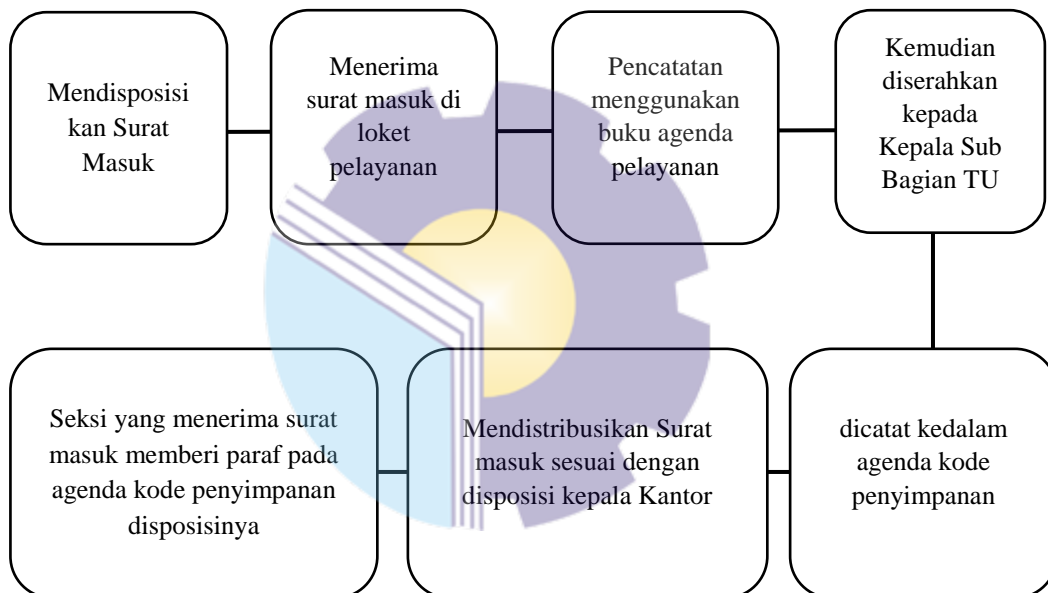 Mendisposisi
kan Surat
Masuk
Menerima
surat masuk di
loket
pelayanan
Pencatatan
menggunakan
buku agenda
pelayanan
Kemudian
diserahkan
kepada
Kepala Sub
Bagian TU
dicatat kedalam
agenda kode
penyimpanan
Mendistribusikan Surat
masuk sesuai dengan
disposisi kepala Kantor
Seksi yang menerima surat
masuk memberi paraf pada
agenda kode penyimpanan
disposisinya